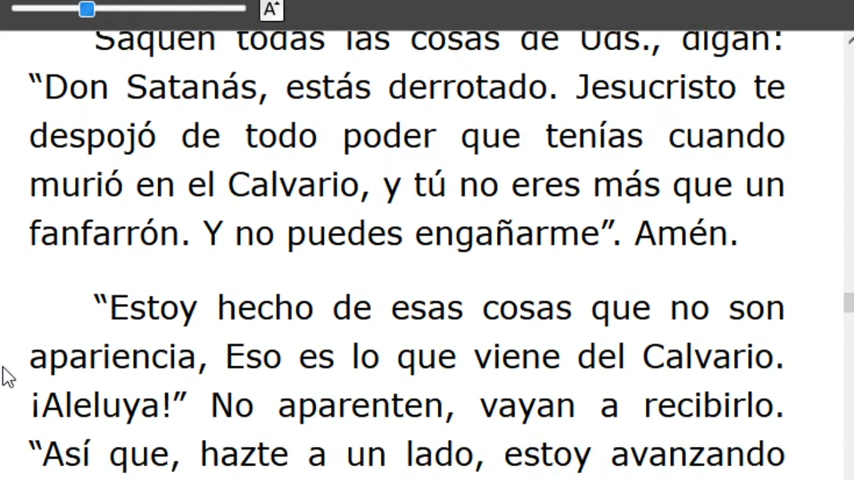 A
Saquen todas las cosas de Uds., digan:
“Don Satanás, estás derrotado. Jesucristo te
despojó de todo poder que tenías cuando
murió en el Calvario, y tú no eres más que un
fanfarrón. Y no puedes engañarme”. Amén.
“Estoy hecho de esas cosas que no son
apariencia, Eso es lo que viene del Calvario.
¡Aleluya!” No aparenten, vayan a recibirlo.
“Así que, hazte a un lado, estoy avanzando